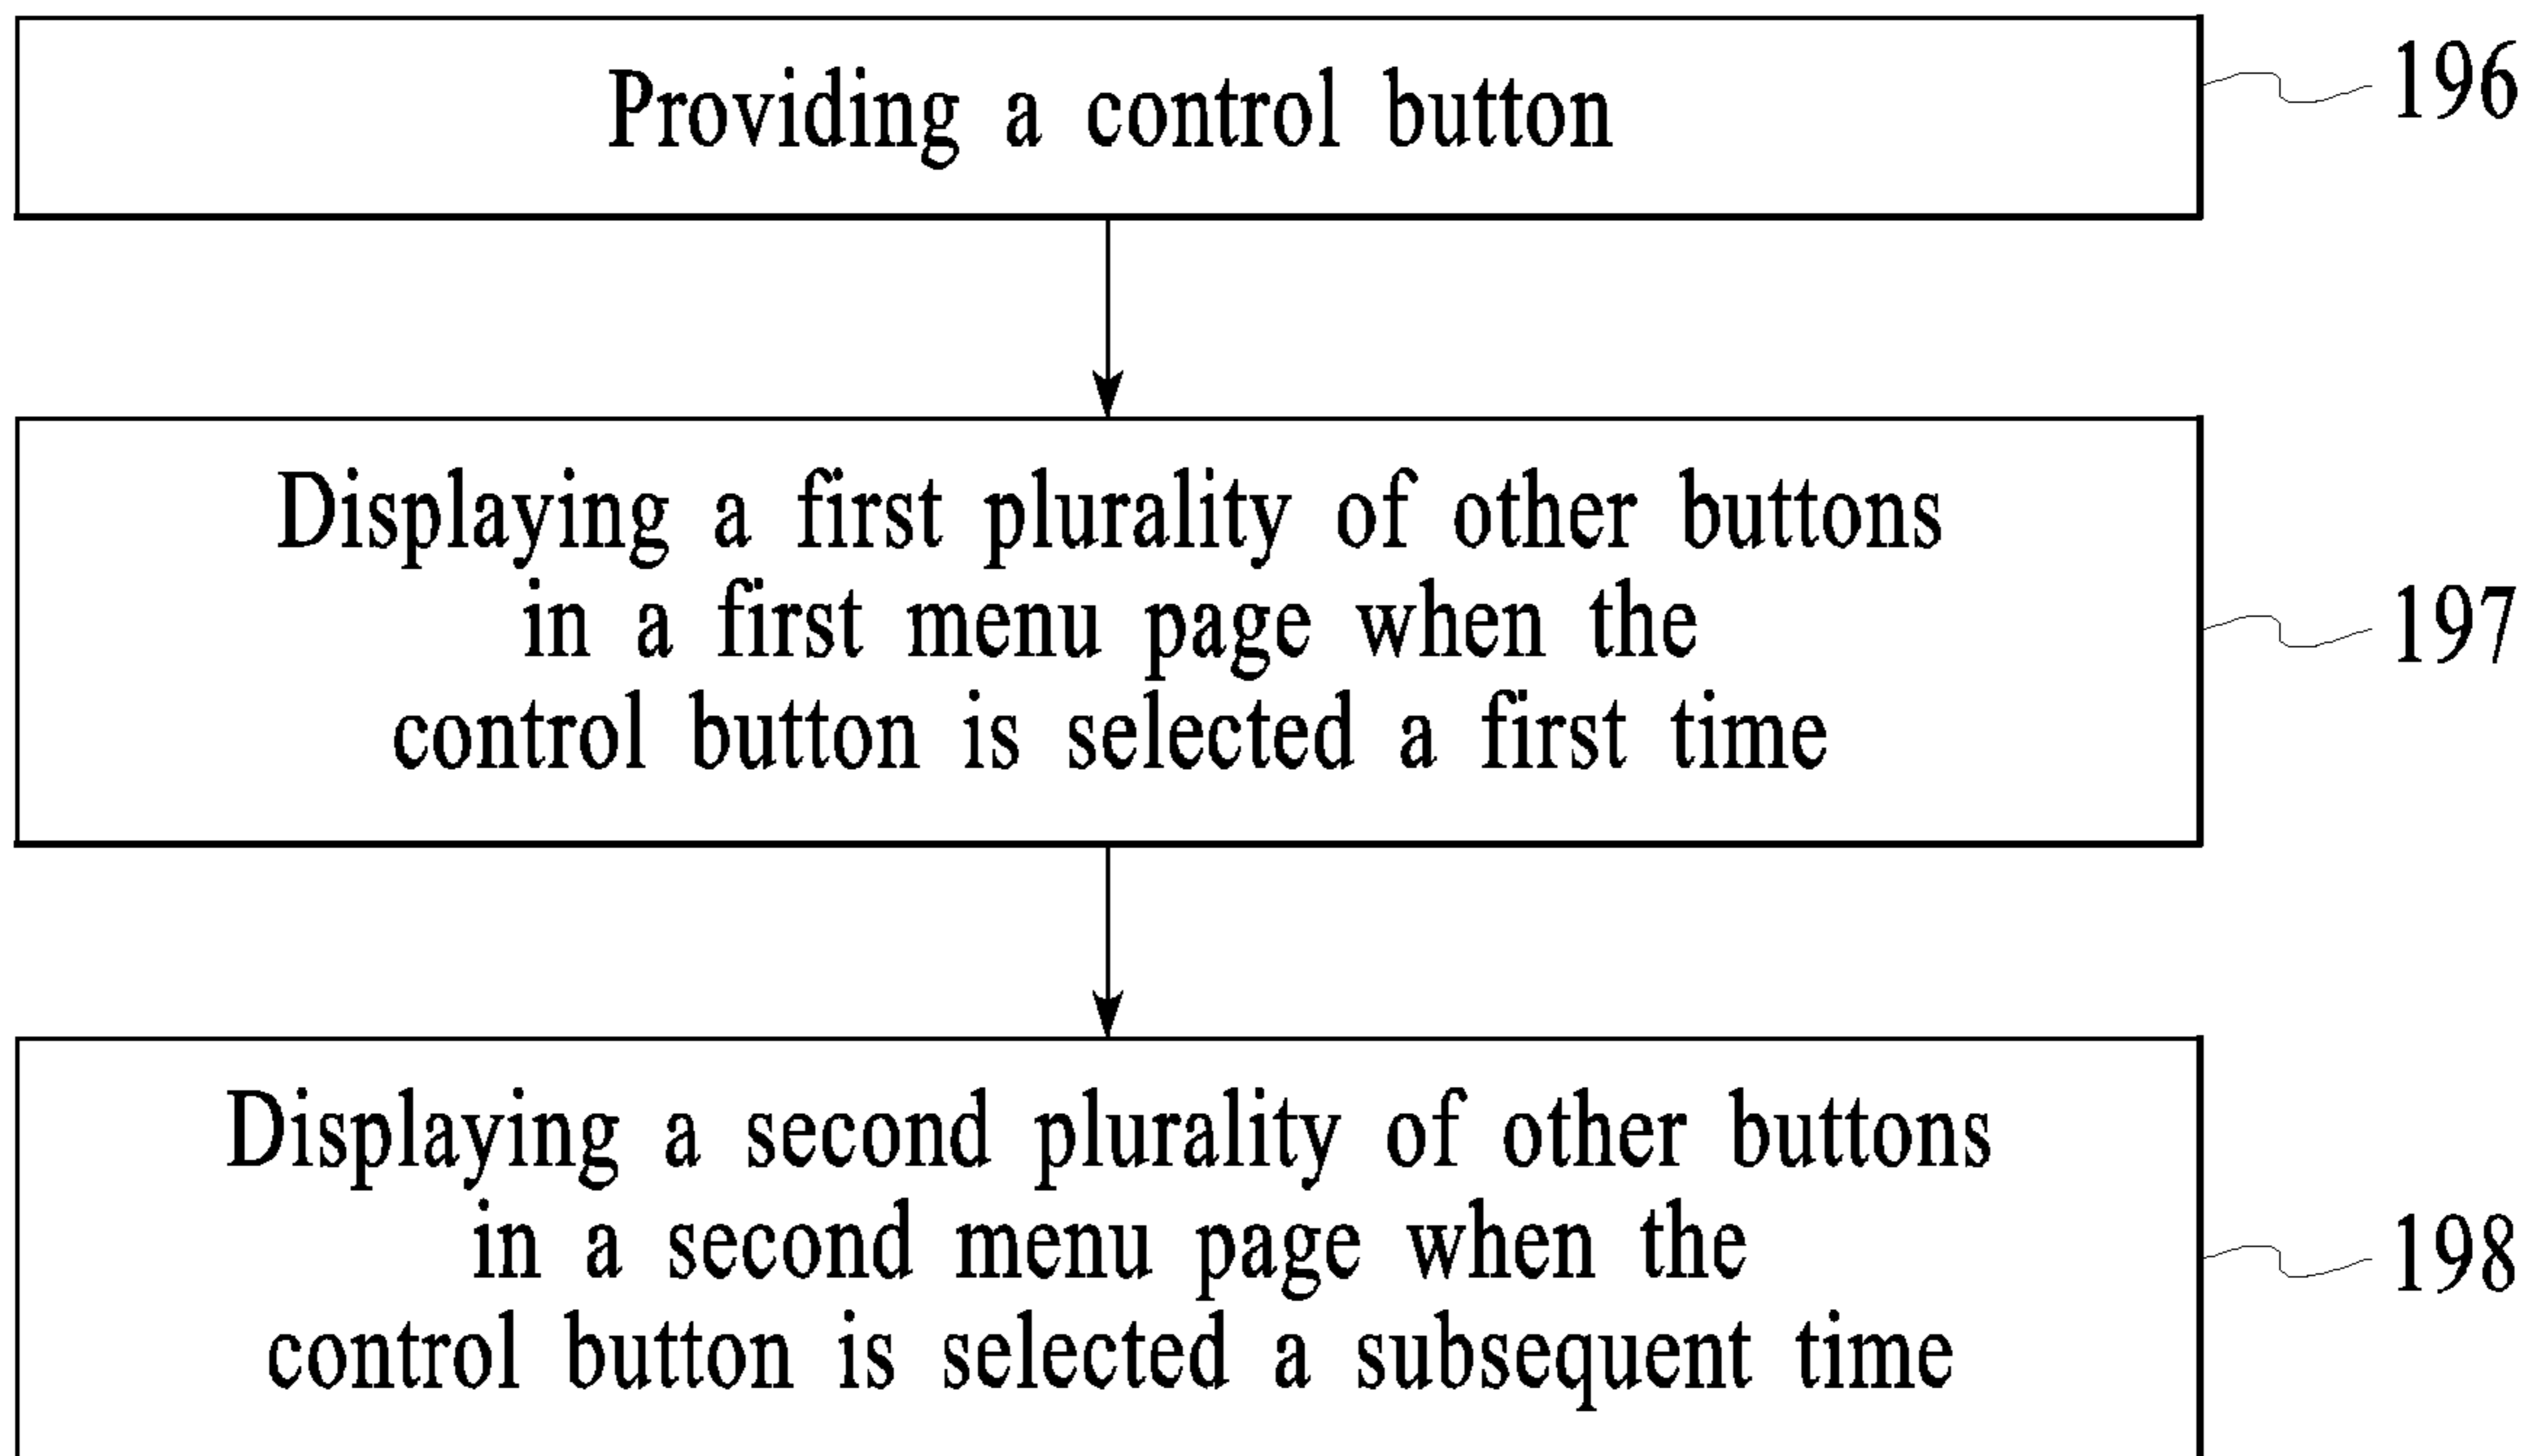 Providing a control button
196
Displaying a first plurality of other buttons
in a first menu page when the
control button is selected a first time
197
Displaying a second plurality of other buttons
in a second menu page when the
control button is selected a subsequent time
198